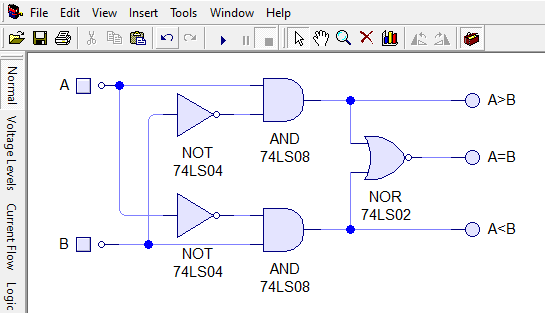 File Edit View Insert Tools Window Help
Normal
Voltage Levels
Current Flow
Logic
A
NOT
74LS04
AND
74LS08
A>B
A=B
NOR
74LS02
B
NOT
74LS04
AND
74LS08
A<B